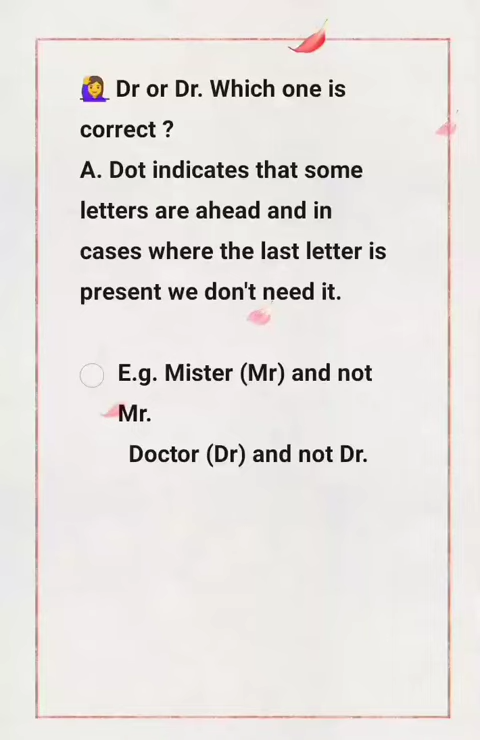 🙋‍♀️ Dr or Dr. Which one is
correct ?
A. Dot indicates that some
letters are ahead and in
cases where the last letter is
present we don't need it.
E.g. Mister (Mr) and not
Mr.
Doctor (Dr) and not Dr.